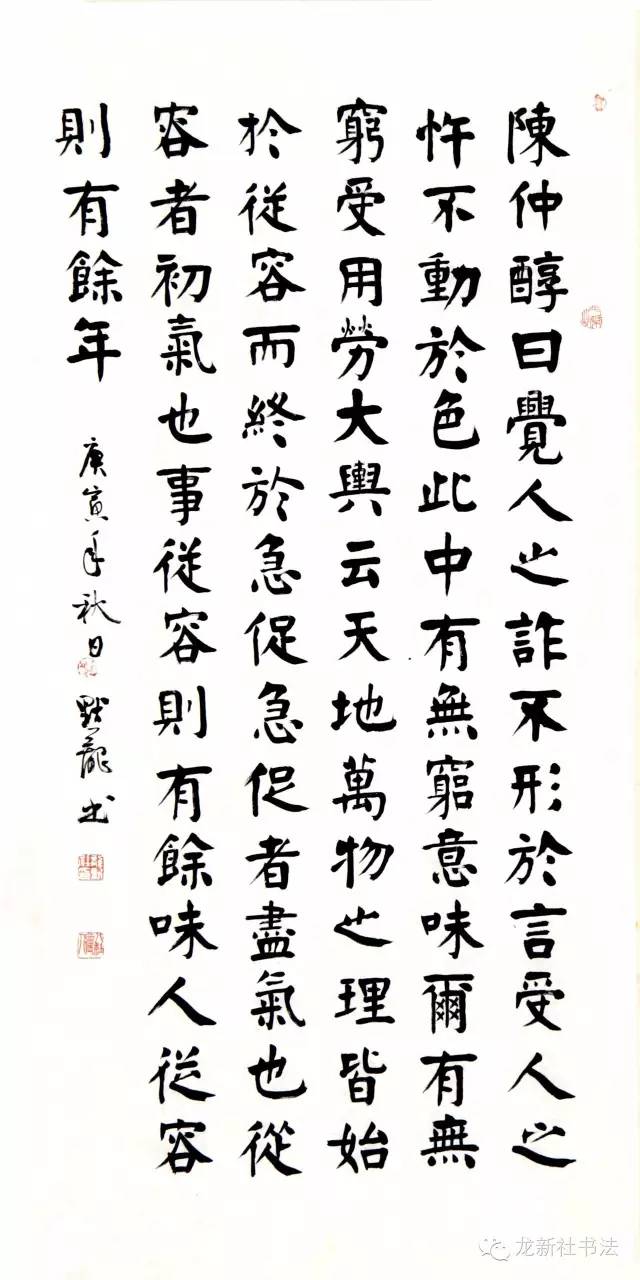 陳仲醇曰覺人之詐不形於言受人之
忤不動於色此中有無窮意味爾有無
窮受用勞大輿云天地萬物之理皆始
於從容而終於急促急促者盡氣也從
容者初氣也事從容則有餘味人從容
則有餘年
庚寅年秋日默龍书
龙新社书法